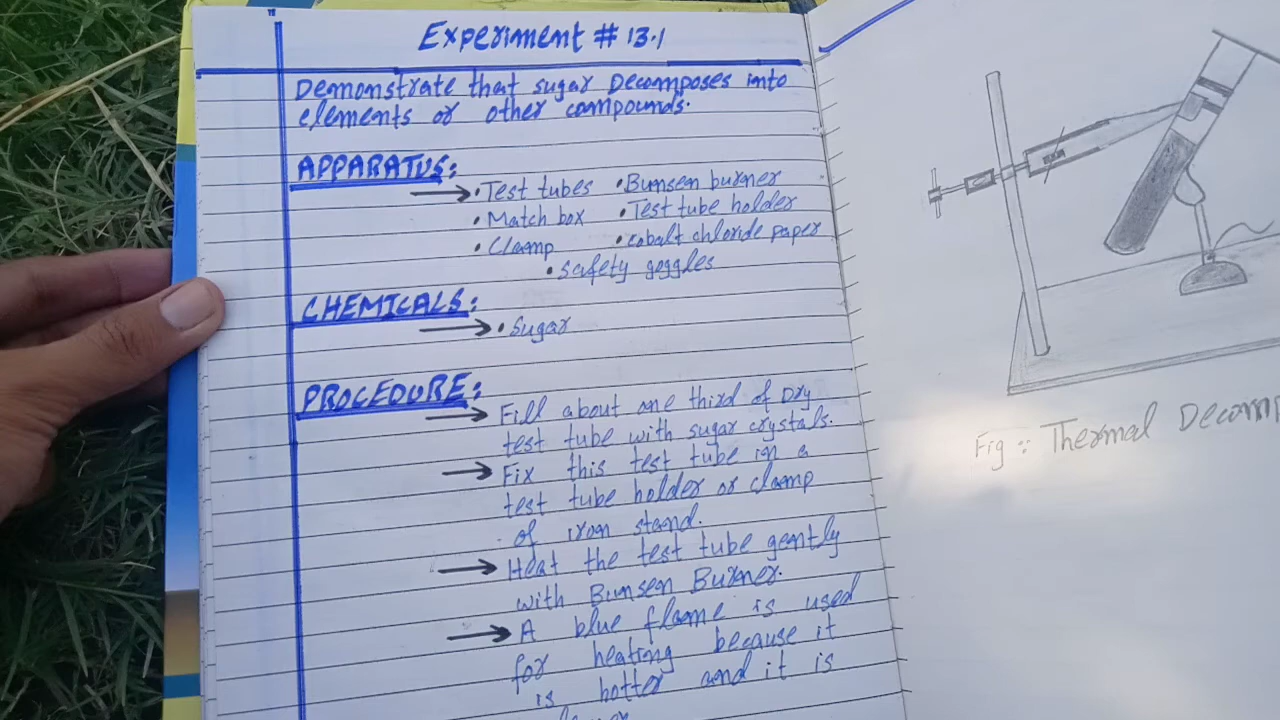 Experiment # 13.1
Demonstrate that sugar Decomposes into
elements or other compounds.
APPARATUS:
→ • Test tubes • Bunsen burner
• Match box • Test tube holder
• Clamp • cobalt chloride paper
• safety goggles
CHEMICALS:
→ • Sugar
PROCEDURE:
→ Fill about one third of Dry
test tube with sugar crystals.
→ Fix this test tube in a
test tube holder or clamp
of iron stand.
→ Heat the test tube gently
with Bunsen Burner.
→ A blue flame is used
for heating because it
is hotter and it is
Fig :: Thermal Decomp